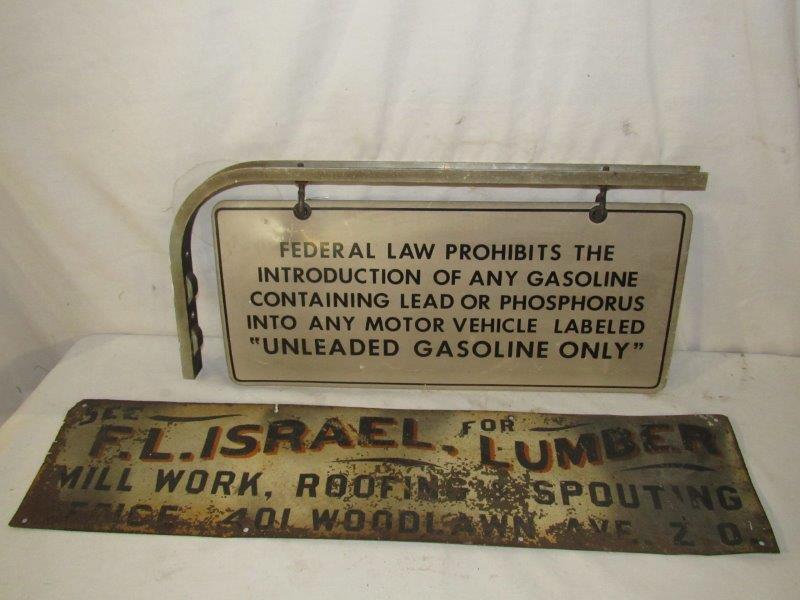 FEDERAL LAW PROHIBITS THE
INTRODUCTION OF ANY GASOLINE
CONTAINING LEAD OR PHOSPHORUS
INTO ANY MOTOR VEHICLE LABELED
"UNLEADED GASOLINE ONLY"
SEE F.L. ISRAEL. FOR LUMBER
MILL WORK, ROOFING & SPOUTING
401 WOODLAWN AVE.